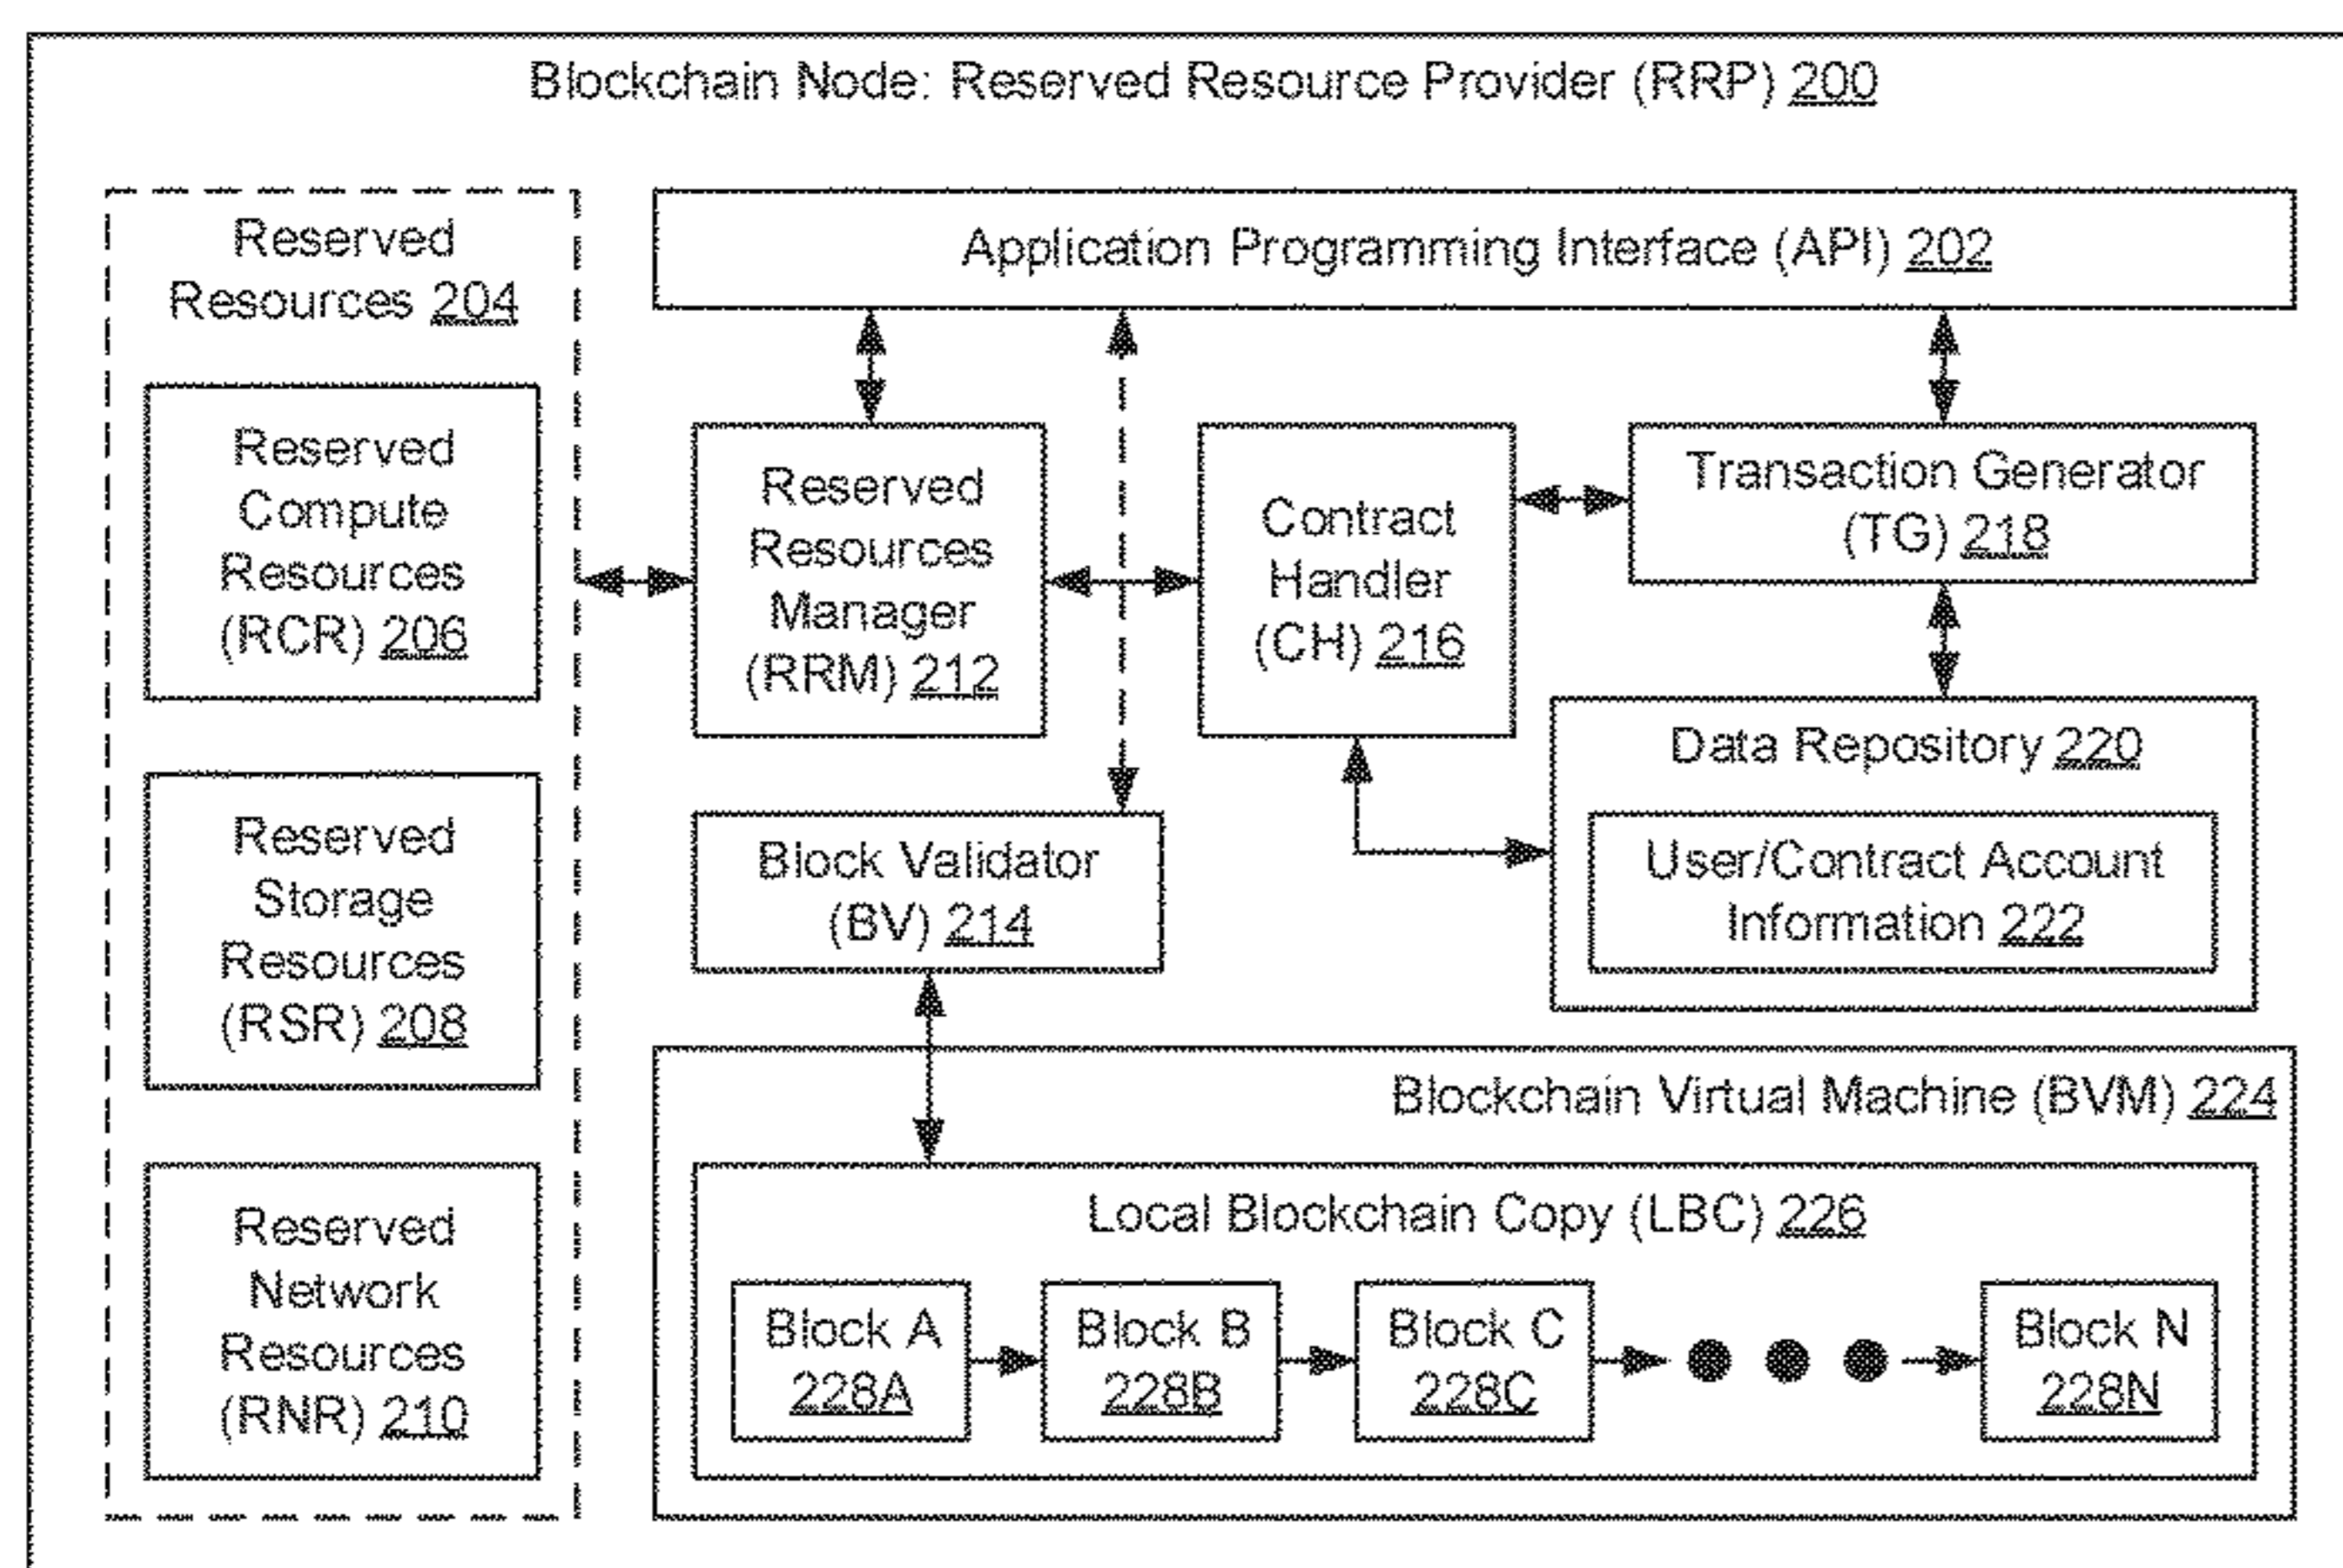 Blockchain Node: Reserved Resource Provider (RRP) 200
Reserved
Resources 204
Reserved
Compute
Resources
(RCR) 206
Reserved
Storage
Resources
(RSR) 208
Reserved
Network
Resources
(RNR) 210
Application Programming Interface (API) 202
Reserved
Resources
Manager
(RRM) 212
Contract
Handler
(CH) 216
Transaction Generator
(TG) 218
Data Repository 220
User/Contract Account
Information 222
Block Validator
(BV) 214
Blockchain Virtual Machine (BVM) 224
Local Blockchain Copy (LBC) 226
Block A
228A
Block B
228B
Block C
228C
Block N
228N